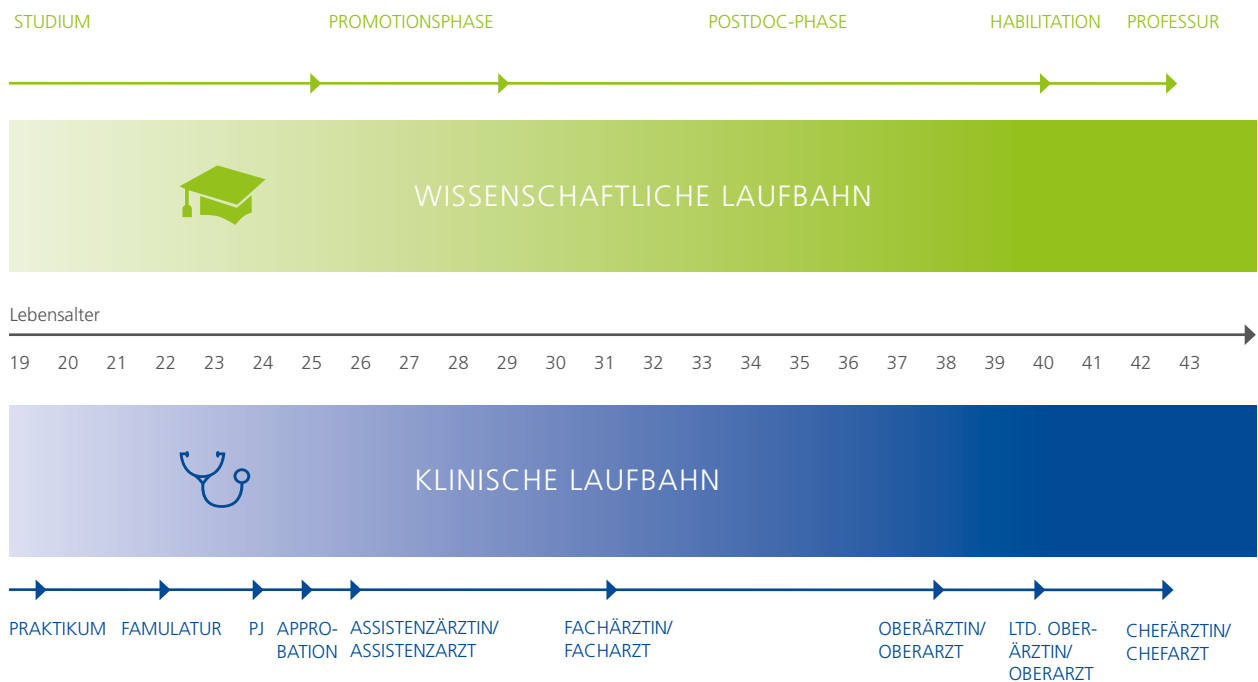 STUDIUM PROMOTIONSPHASE POSTDOC-PHASE HABILITATION PROFESSUR
WISSENSCHAFTLICHE LAUFBAHN
Lebensalter
19 20 21 22 23 24 25 26 27 28 29 30 31 32 33 34 35 36 37 38 39 40 41 42 43
KLINISCHE LAUFBAHN
PRAKTIKUM FAMULATUR PJ APPRO-
BATION
ASSISTENZÄRZTIN/
ASSISTENZARZT
FACHÄRZTIN/
FACHARZT
OBERÄRZTIN/
OBERARZT
LTD. OBER-
ÄRZTIN/
OBERARZT
CHEFÄRZTIN/
CHEFARZT